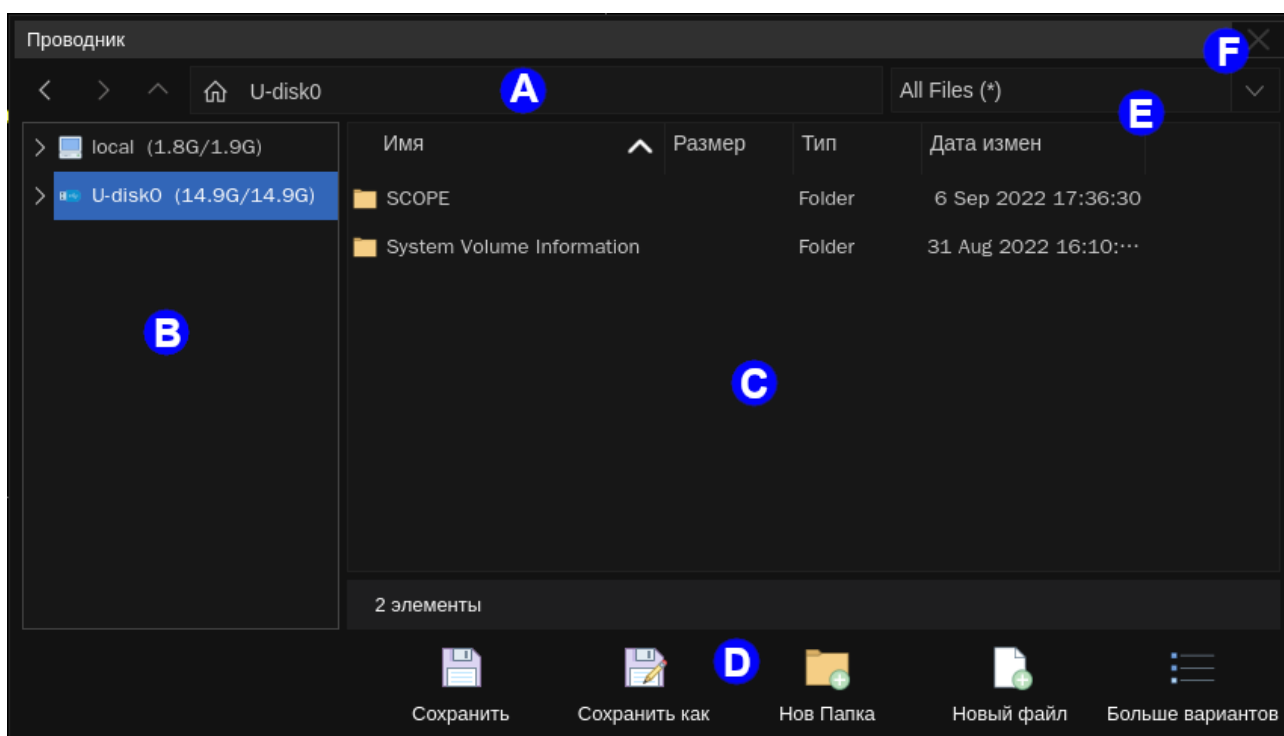 Проводник
F
U-disk0
A
All Files (*)
E
local (1.8G/1.9G)
U-disk0 (14.9G/14.9G)
B
Имя Размер Тип Дата измен
SCOPE Folder 6 Sep 2022 17:36:30
System Volume Information Folder 31 Aug 2022 16:10:···
C
2 элементы
D
Сохранить Сохранить как Нов Папка Новый файл Больше вариантов